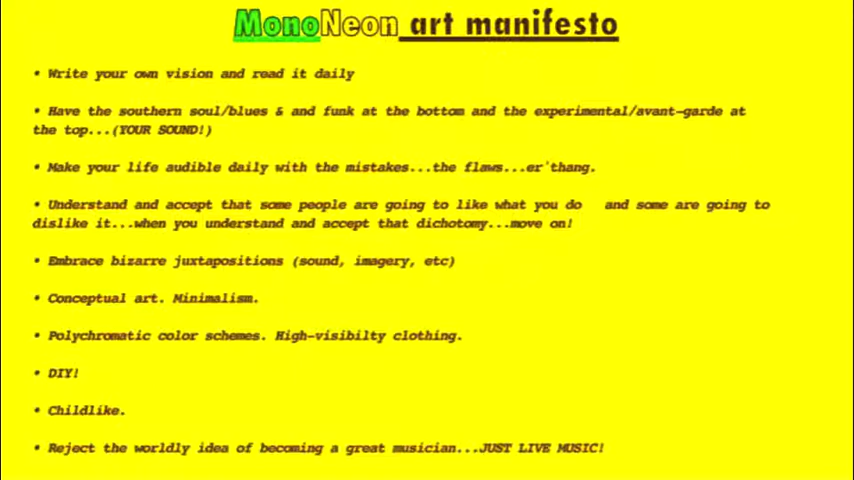 MonoNeon art manifesto
• Write your own vision and read it daily
• Have the southern soul/blues & and funk at the bottom and the experimental/avant-garde at
the top...(YOUR SOUND!)
• Make your life audible daily with the mistakes...the flaws...er'thang.
• Understand and accept that some people are going to like what you do   and some are going to
dislike it...when you understand and accept that dichotomy...move on!
• Embrace bizarre juxtapositions (sound, imagery, etc)
• Conceptual art. Minimalism.
• Polychromatic color schemes. High-visibilty clothing.
• DIY!
• Childlike.
• Reject the worldly idea of becoming a great musician...JUST LIVE MUSIC!